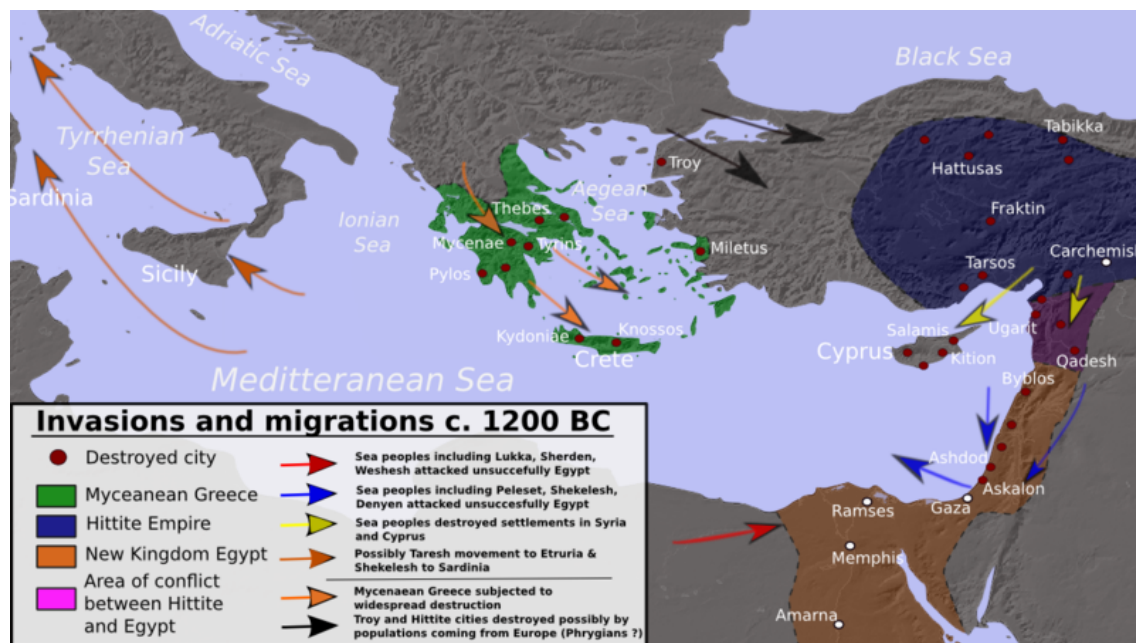 Adriatic Sea
Black Sea
Tyrrhenian
Sea
Sardinia
Troy
Tabikka
Hattusas
Aegean
Sea
Thebes
Ionian
Sea
Fraktin
Mycenae
Tyrins
Miletus
Carchemish
Pylos
Sicily
Tarsos
Kydoniae
Knossos
Crete
Salamis
Ugarit
Cyprus
Kition
Qadesh
Meditteranean Sea
Byblos
Ashdod
Askalon
Ramses
Gaza
Memphis
Amarna
Invasions and migrations c. 1200 BC
Destroyed city
Myceanean Greece
Hittite Empire
New Kingdom Egypt
Area of conflict
between Hittite
and Egypt
Sea peoples including Lukka, Sherden,
Weshesh attacked unsuccefully Egypt
Sea peoples including Peleset, Shekelesh,
Denyen attacked unsuccesfully Egypt
Sea peoples destroyed settlements in Syria
and Cyprus
Possibly Taresh movement to Etruria &
Shekelesh to Sardinia
Mycenaean Greece subjected to
widespread destruction
Troy and Hittite cities destroyed possibly by
populations coming from Europe (Phrygians ?)